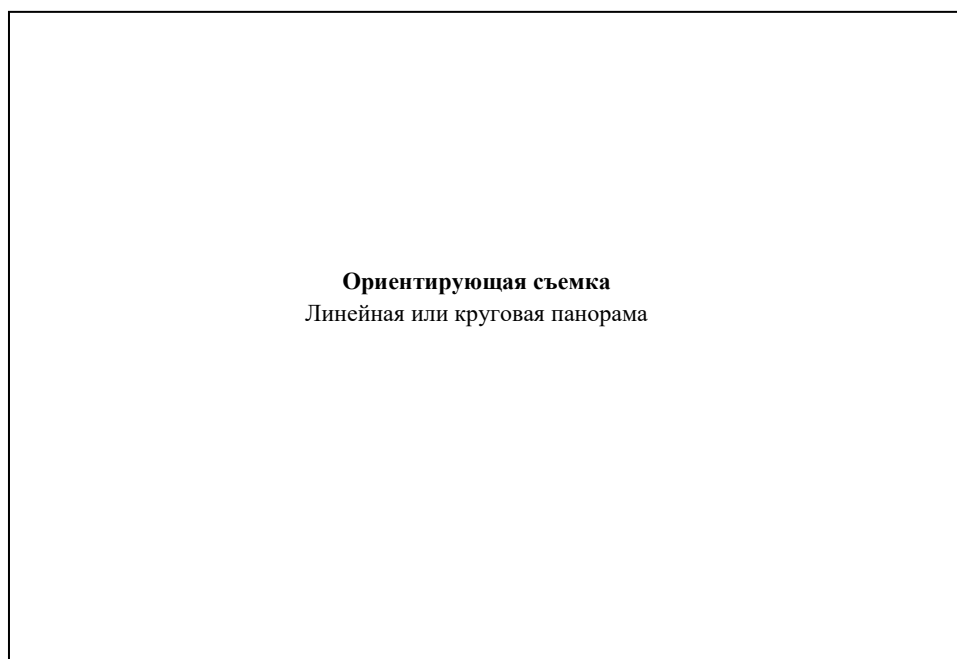 Ориентирующая съемка
Линейная или круговая панорама